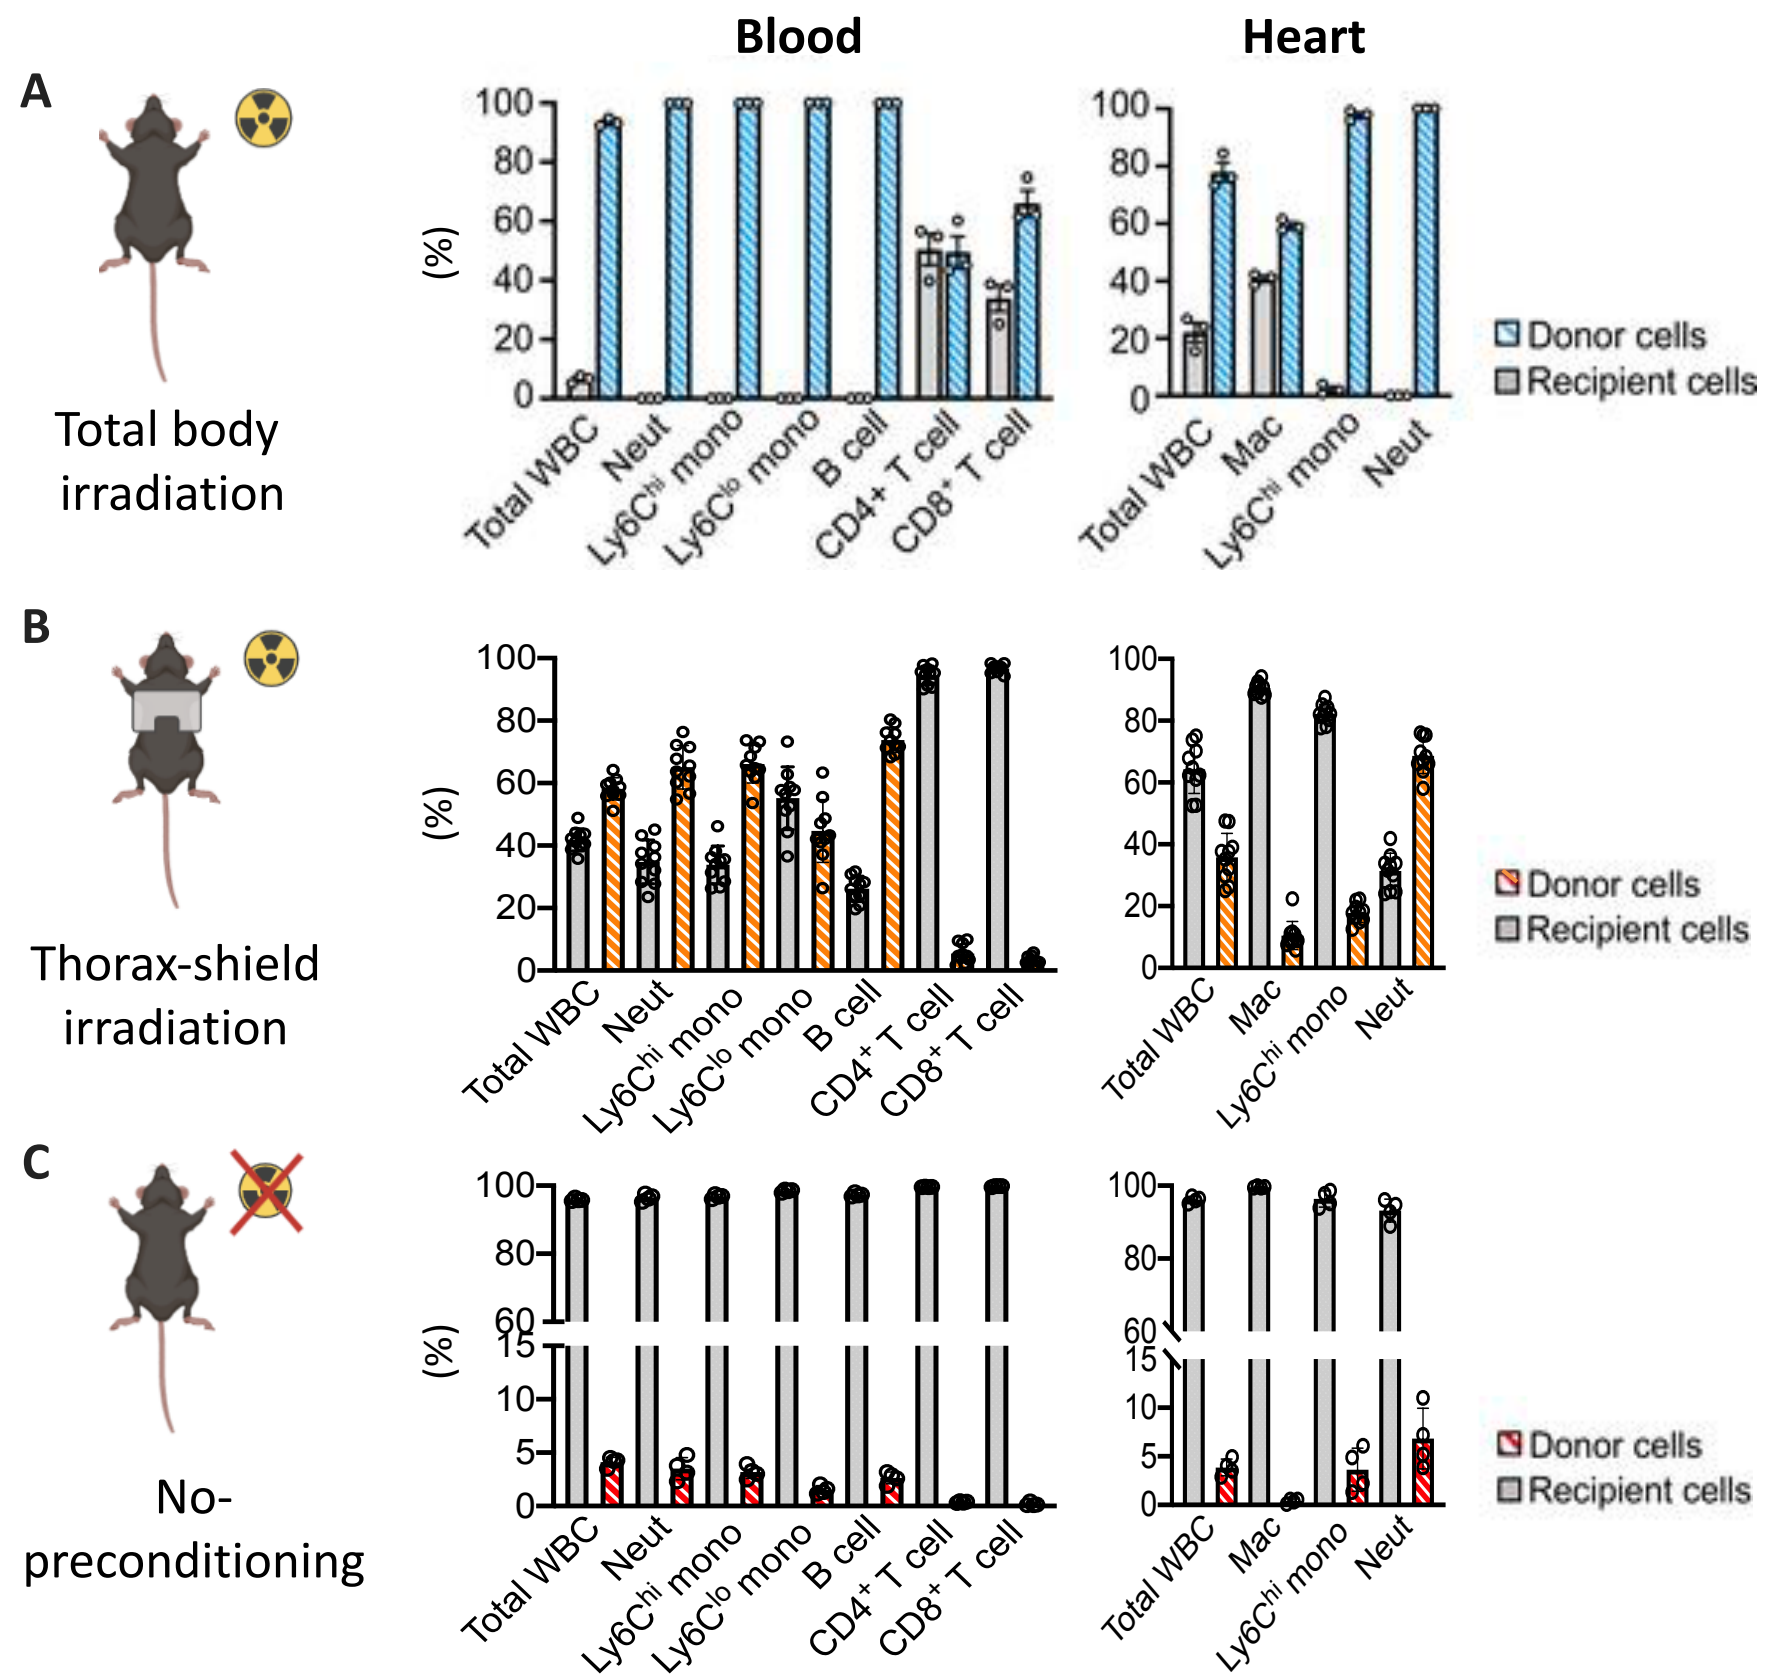 Blood
Heart
A
Total body
irradiation
(%)
100
80
60
40
20
0
Total WBC
Neut
Ly6Chi mono
Ly6Clo mono
B cell
CD4+ T cell
CD8+ T cell
100
80
60
40
20
0
Total WBC
Mac
Ly6Chi mono
Neut
Donor cells
Recipient cells
B
Thorax-shield
irradiation
(%)
100
80
60
40
20
0
Total WBC
Neut
Ly6Chi mono
Ly6Clo mono
B cell
CD4+ T cell
CD8+ T cell
100
80
60
40
20
0
Total WBC
Mac
Ly6Chi mono
Neut
Donor cells
Recipient cells
C
No-
preconditioning
(%)
100
80
60
15
10
5
0
Total WBC
Neut
Ly6Chi mono
Ly6Clo mono
B cell
CD4+ T cell
CD8+ T cell
100
80
60
15
10
5
0
Total WBC
Mac
Ly6Chi mono
Neut
Donor cells
Recipient cells